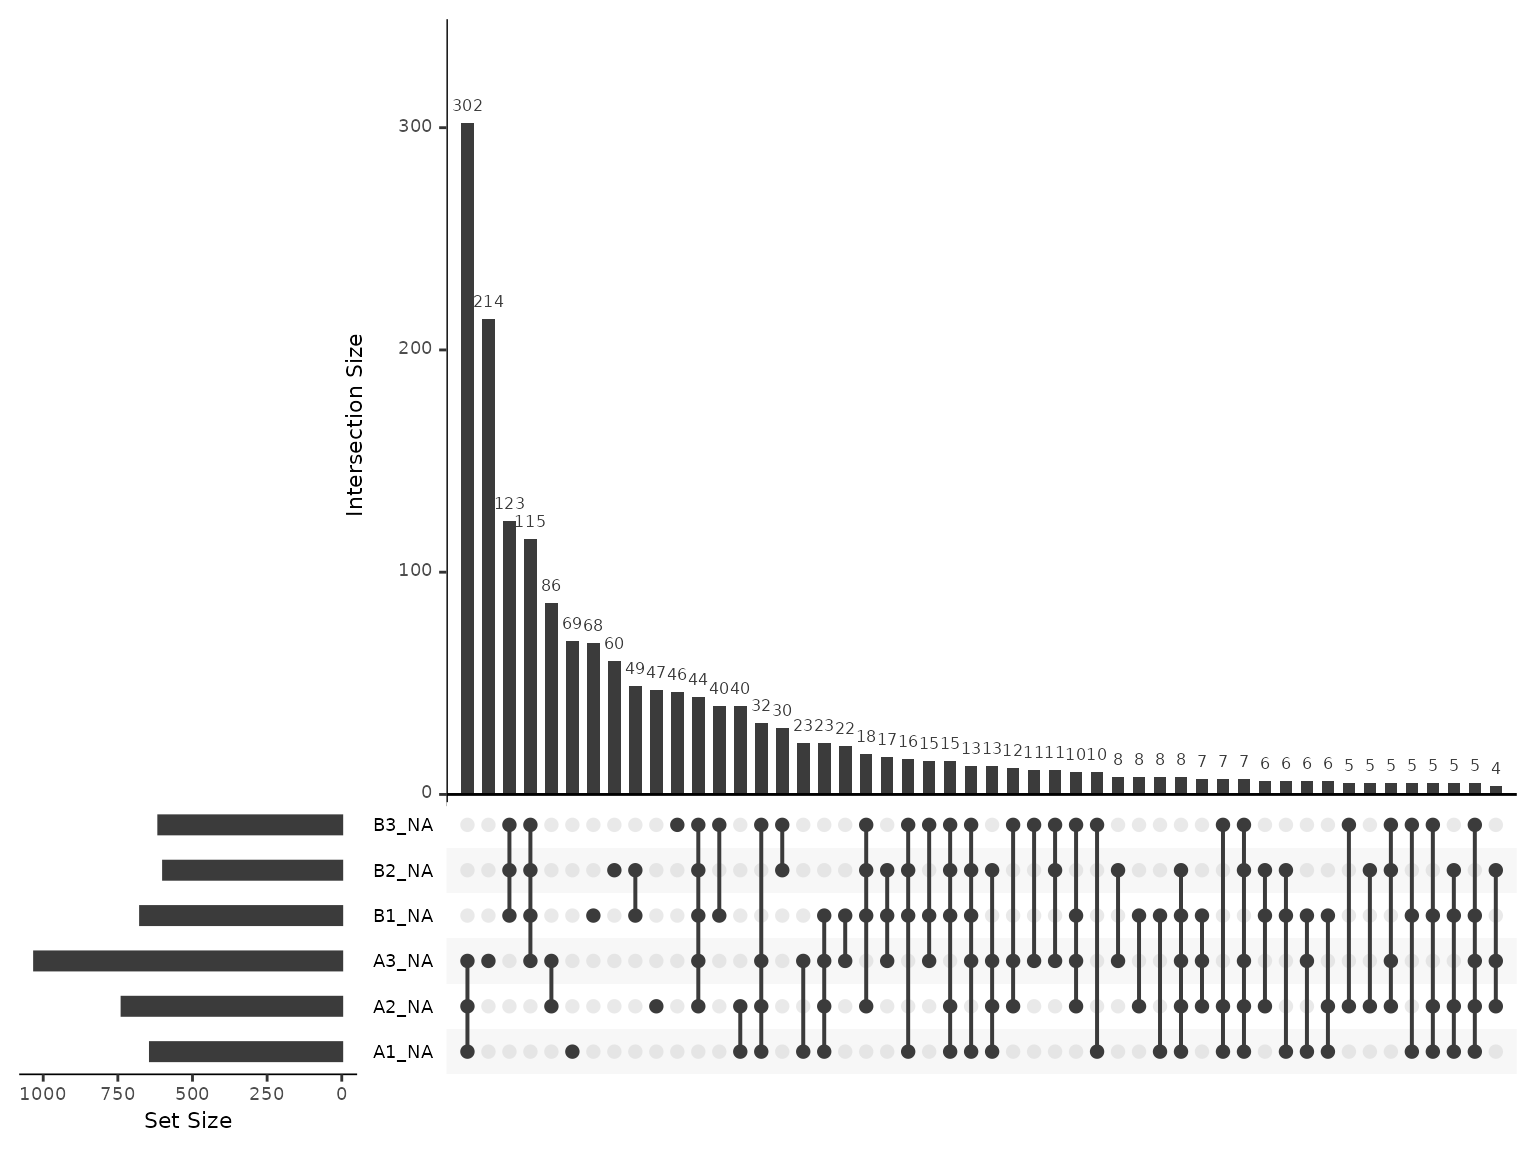 302
300
214
200
Intersection Size
123
115
100
86
69 68
60
49 47 46 44
40 40
32 30
23 23 22
18 17 16 15 15
13 13 12 11 11 10 10
8 8 8 8 7 7 7 6 6 6 6 5 5 5 5 5 5 5 4
0
B3_NA
B2_NA
B1_NA
A3_NA
A2_NA
A1_NA
1000 750 500 250 0
Set Size